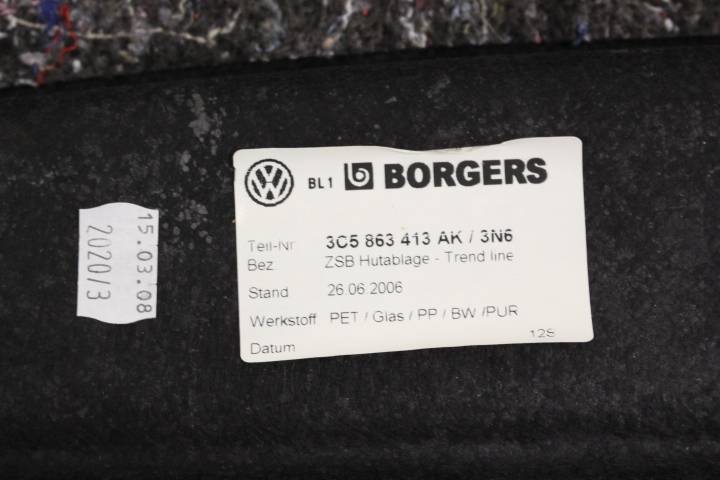 BL1 BORGERS
Teil-Nr 3C5 863 413 AK / 3N6
Bez ZSB Hutablage - Trend line
Stand 26.06.2006
Werkstoff PET / Glas / PP / BW /PUR
Datum 12S
15.03.08
2020/3